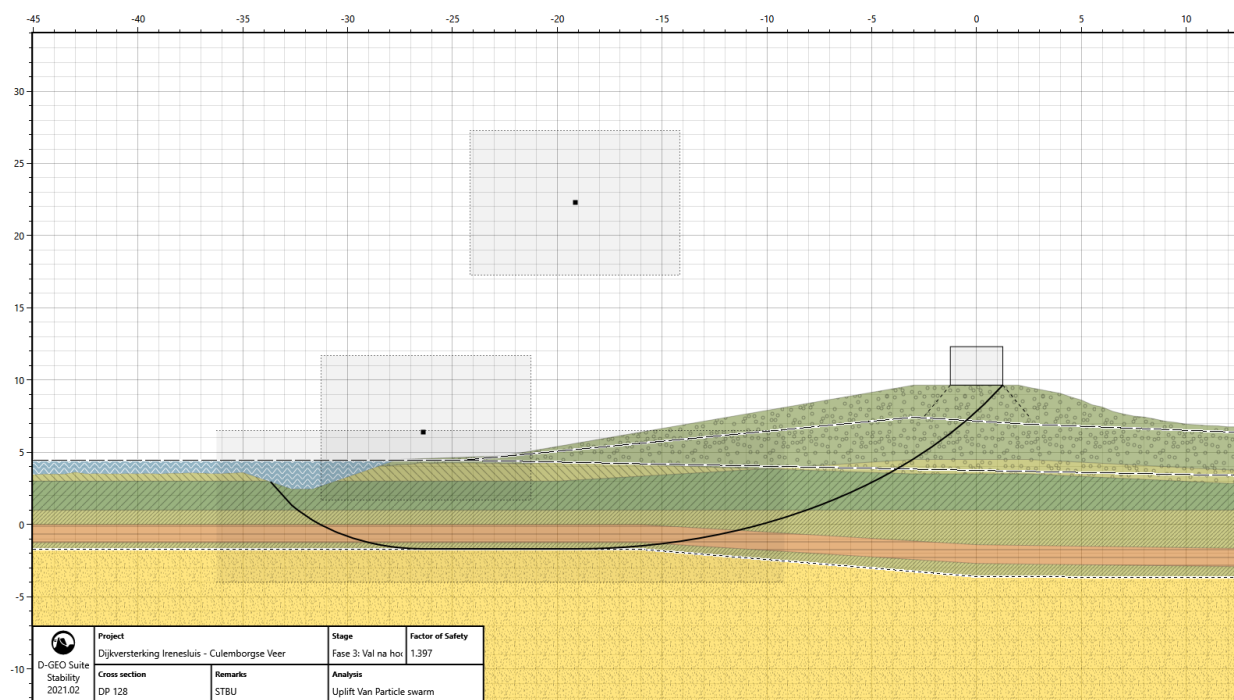 -45 -40 -35 -30 -25 -20 -15 -10 -5 0 5 10
30
25
20
15
10
5
0
-5
-10
Project
Dijkversterking Irenesluis - Culemborgse Veer
Stage
Fase 3: Val na hoo
Factor of Safety
1.397
D-GEO Suite
Stability
2021.02
Cross section
DP 128
Remarks
STBU
Analysis
Uplift Van Particle swarm